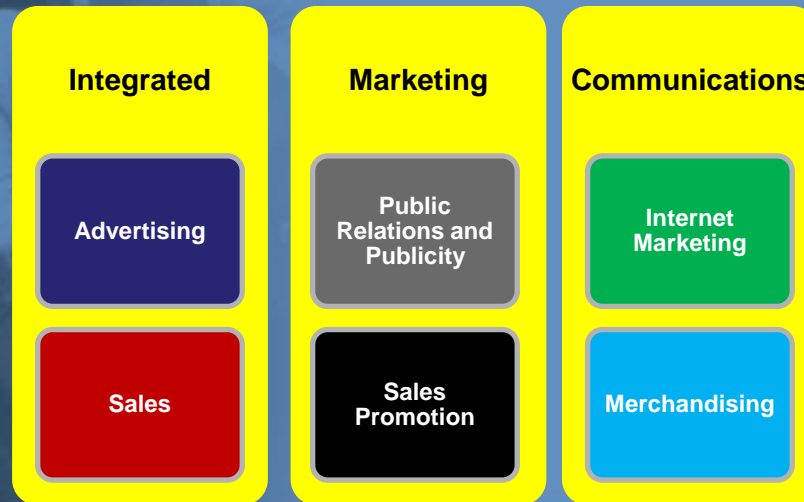 Integrated
Marketing
Communications
Advertising
Public
Relations and
Publicity
Internet
Marketing
Sales
Sales
Promotion
Merchandising